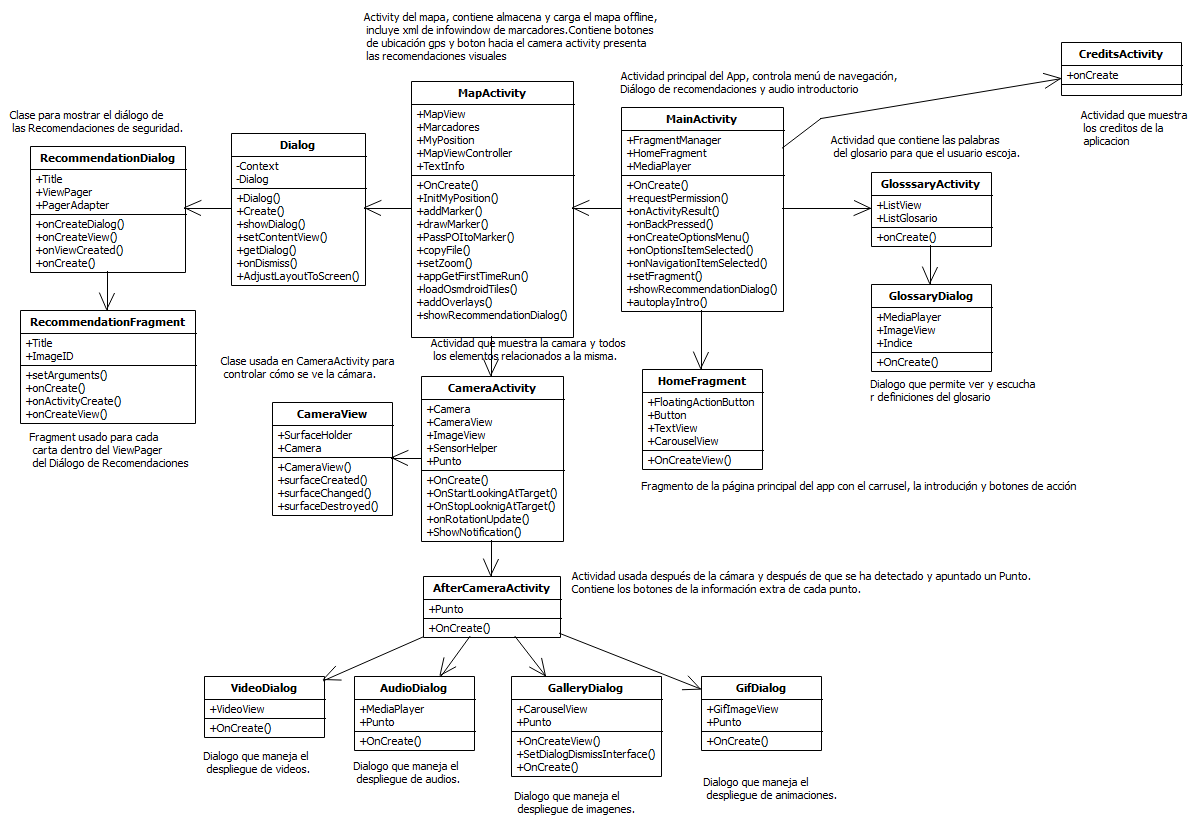 Activity del mapa, contiene almacena y carga el mapa offline,
incluye xml de infowindow de marcadores.Contiene botones
de ubicación gps y boton hacia el camera activity presenta
las recomendaciones visuales
MapActivity
+MapView
+Marcadores
+MyPosition
+MapViewController
+TextInfo
+OnCreate()
+InitMyPosition()
+addMarker()
+drawMarker()
+PassPOItoMarker()
+copyFile()
+setZoom()
+appGetFirstTimeRun()
+loadOsmdroidTiles()
+addOverlays()
+showRecommendationDialog()
Actividad principal del App, controla menú de navegación,
Diálogo de recomendaciones y audio introductorio
MainActivity
+FragmentManager
+HomeFragment
+MediaPlayer
+OnCreate()
+requestPermission()
+onActivityResult()
+onBackPressed()
+onCreateOptionsMenu()
+onOptionsItemSelected()
+onNavigationItemSelected()
+setFragment()
+showRecommendationDialog()
+autoplayIntro()
CreditsActivity
+onCreate
Actividad que muestra
los creditos de la
aplicacion
Actividad que contiene las palabras
del glosario para que el usuario escoja.
GlosssaryActivity
+ListView
+ListGlosario
+onCreate()
GlossaryDialog
+MediaPlayer
+ImageView
+Indice
+OnCreate()
Dialogo que permite ver y escucha
r definiciones del glosario
Clase para mostrar el diálogo de
las Recomendaciones de seguridad.
RecommendationDialog
+Title
+ViewPager
+PagerAdapter
+onCreateDialog()
+onCreateView()
+onViewCreated()
+onCreate()
Dialog
-Context
-Dialog
+Dialog()
+Create()
+showDialog()
+setContentView()
+getDialog()
+onDismiss()
+AdjustLayoutToScreen()
RecommendationFragment
+Title
+ImageID
+setArguments()
+onCreate()
+onActivityCreate()
+onCreateView()
Fragment usado para cada
carta dentro del ViewPager
del Diálogo de Recomendaciones
Clase usada en CameraActivity para
controlar cómo se ve la cámara.
CameraView
+SurfaceHolder
+Camera
+CameraView()
+surfaceCreated()
+surfaceChanged()
+surfaceDestroyed()
Actividad que muestra la camara y todos
los elementos relacionados a la misma.
CameraActivity
+Camera
+CameraView
+ImageView
+SensorHelper
+Punto
+OnCreate()
+OnStartLookingAtTarget()
+OnStopLooknigAtTarget()
+onRotationUpdate()
+ShowNotification()
HomeFragment
+FloatingActionButton
+Button
+TextView
+CarouselView
+OnCreateView()
Fragmento de la página principal del app con el carrusel, la introdución y botones de acción
AfterCameraActivity
+Punto
+OnCreate()
Actividad usada después de la cámara y después de que se ha detectado y apuntado un Punto.
Contiene los botones de la información extra de cada punto.
VideoDialog
+VideoView
+OnCreate()
Dialogo que maneja el
despliegue de videos.
AudioDialog
+MediaPlayer
+Punto
+OnCreate()
Dialogo que maneja el
despliegue de audios.
GalleryDialog
+CarouselView
+Punto
+OnCreateView()
+SetDialogDismissInterface()
+OnCreate()
Dialogo que maneja el
despliegue de imagenes.
GifDialog
+GifImageView
+Punto
+OnCreate()
Dialogo que maneja el
despliegue de animaciones.